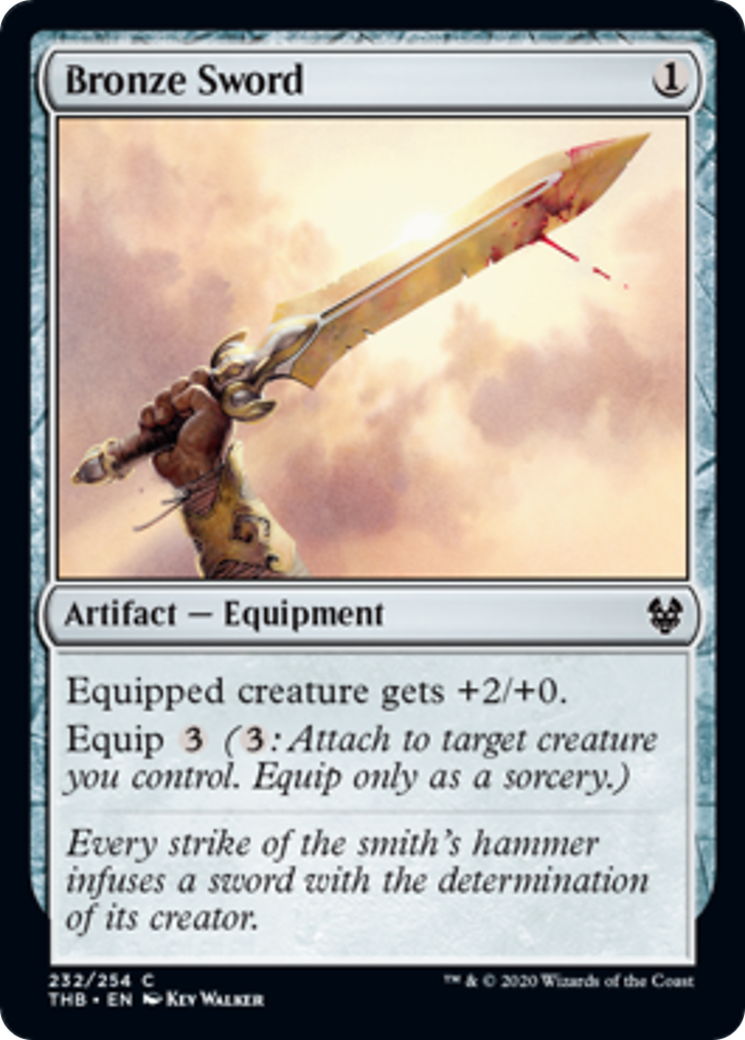 Bronze Sword
1
Artifact — Equipment
Equipped creature gets +2/+0.
Equip 3 (3: Attach to target creature
you control. Equip only as a sorcery.)
Every strike of the smith's hammer
infuses a sword with the determination
of its creator.
232/254 C
™ & © 2020 Wizards of the Coast
THB • EN Kev Walker